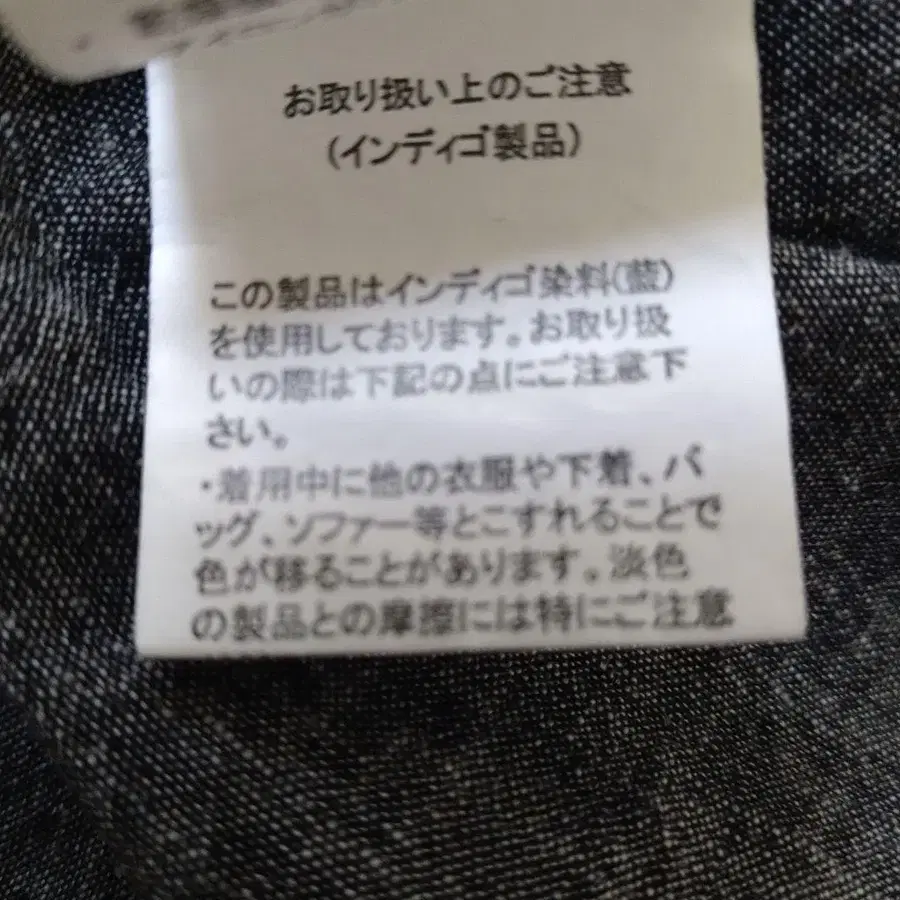 お取り扱い上のご注意
(インディゴ製品)
この製品はインディゴ染料(藍)
を使用しております。お取り扱
いの際は下記の点にご注意下
さい。
・着用中に他の衣服や下着、バ
ッグ、ソファー等とこすれることで
色が移ることがあります。淡色
の製品との摩擦には特にご注意